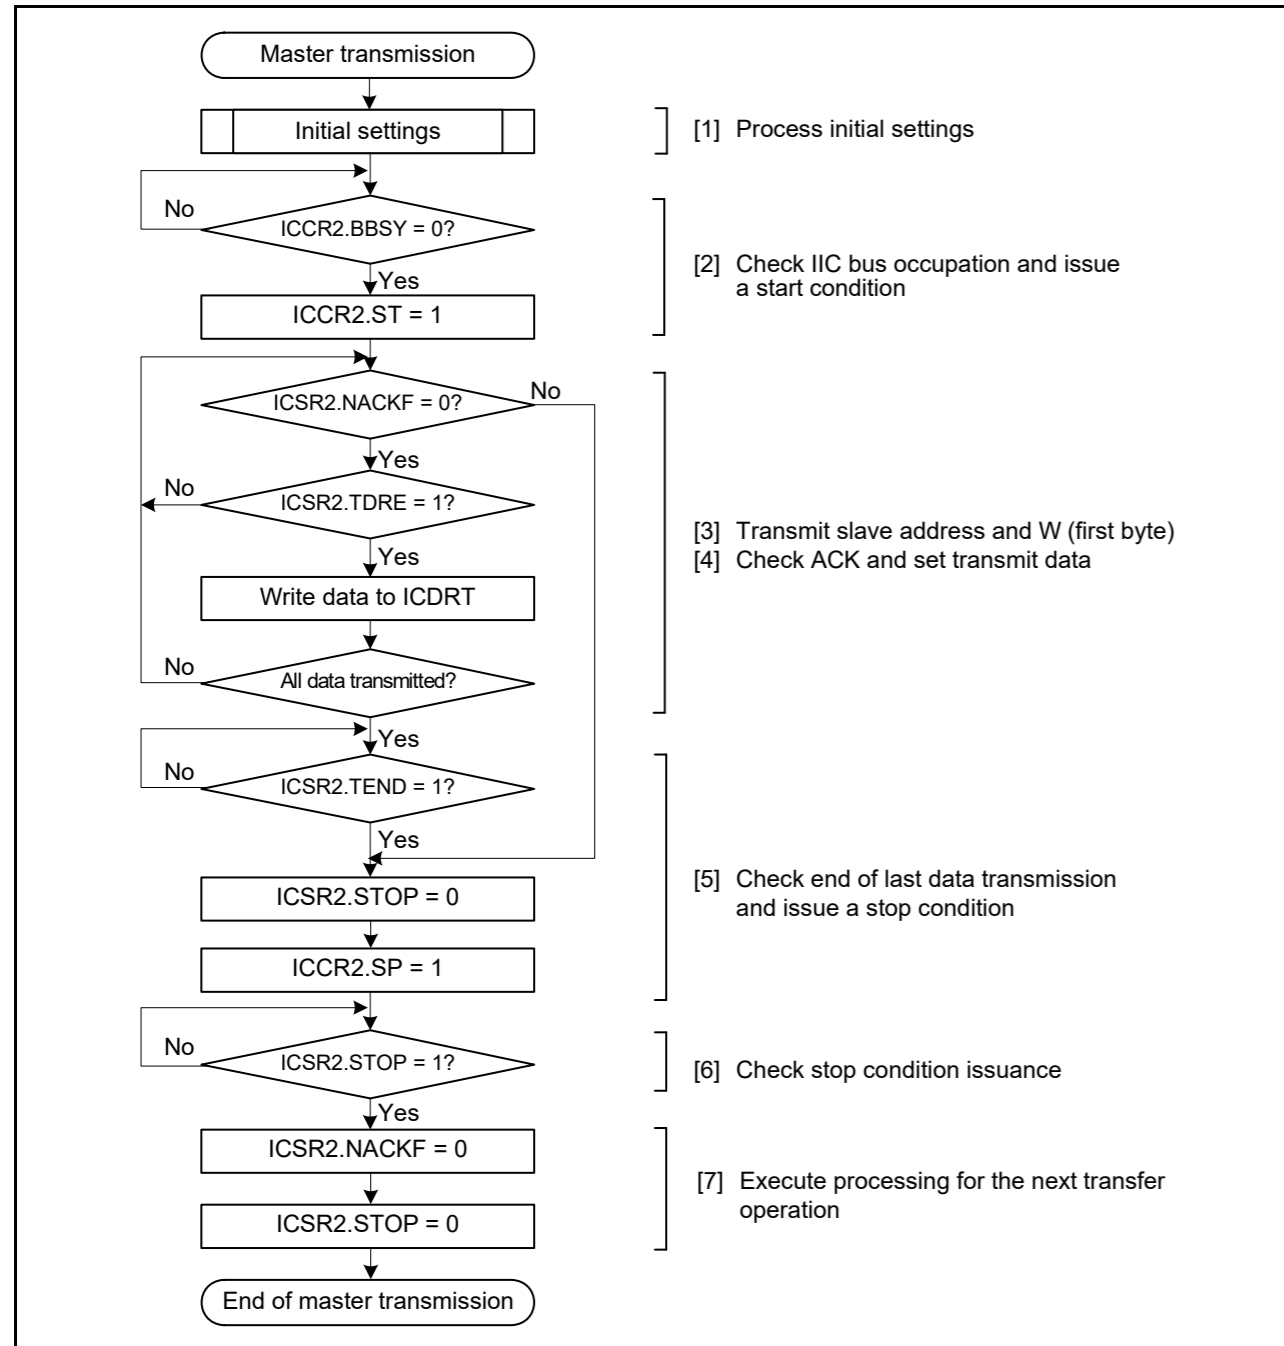 Master transmission
Initial settings
[1] Process initial settings
No
ICCR2.BBSY = 0?
Yes
ICCR2.ST = 1
[2] Check IIC bus occupation and issue
a start condition
ICSR2.NACKF = 0?
No
Yes
No
ICSR2.TDRE = 1?
Yes
Write data to ICDRT
No
All data transmitted?
[3] Transmit slave address and W (first byte)
[4] Check ACK and set transmit data
Yes
No
ICSR2.TEND = 1?
Yes
ICSR2.STOP = 0
ICCR2.SP = 1
[5] Check end of last data transmission
and issue a stop condition
No
ICSR2.STOP = 1?
[6] Check stop condition issuance
Yes
ICSR2.NACKF = 0
ICSR2.STOP = 0
[7] Execute processing for the next transfer
operation
End of master transmission